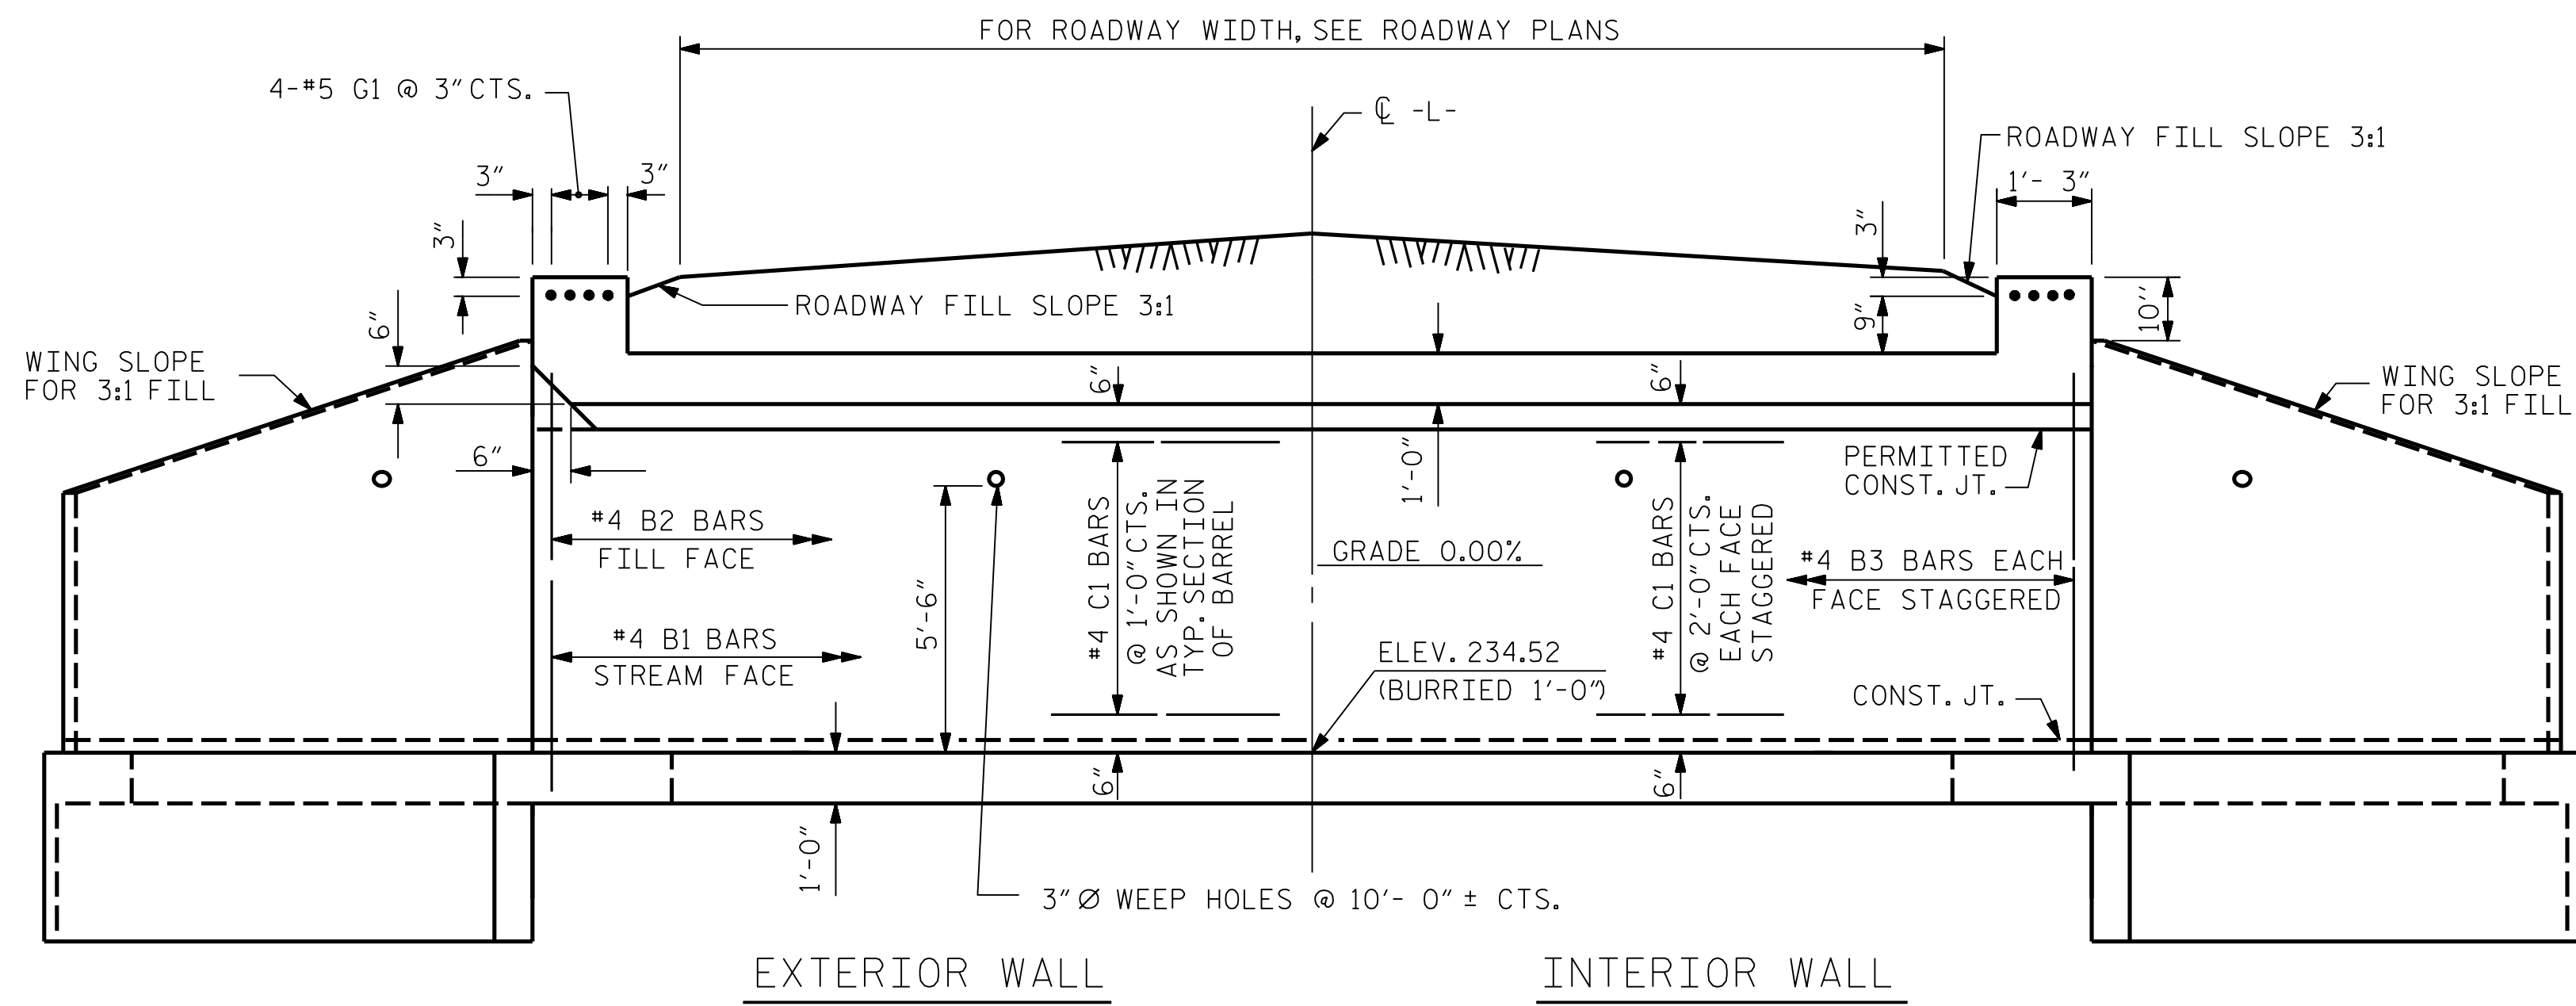 FOR ROADWAY WIDTH, SEE ROADWAY PLANS
4-#5 G1 @ 3" CTS.
℄ -L-
ROADWAY FILL SLOPE 3:1
3"
3"
1'- 3"
3"
3"
6"
ROADWAY FILL SLOPE 3:1
9"
10"
WING SLOPE
FOR 3:1 FILL
6"
6"
WING SLOPE
FOR 3:1 FILL
6"
1'-0"
PERMITTED
CONST. JT.
#4 B2 BARS
FILL FACE
#4 C1 BARS
@ 1'-0" CTS.
AS SHOWN IN
TYP. SECTION
OF BARREL
GRADE 0.00%
#4 C1 BARS
@ 2'-0" CTS.
EACH FACE
STAGGERED
#4 B3 BARS EACH
FACE STAGGERED
5'-6"
#4 B1 BARS
STREAM FACE
ELEV. 234.52
(BURRIED 1'-0")
CONST. JT.
6"
6"
1'-0"
3" Ø WEEP HOLES @ 10'- 0" ± CTS.
EXTERIOR WALL
INTERIOR WALL